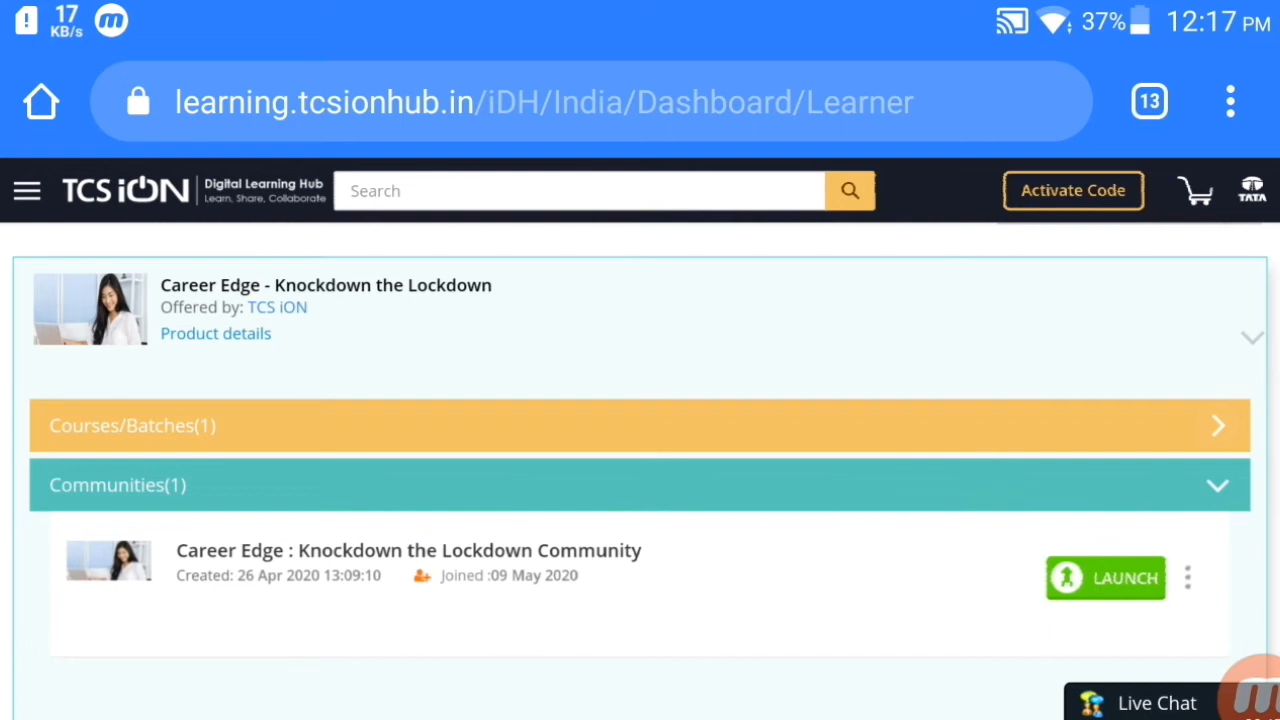 17
KB/s
37%
12:17 PM
learning.tcsionhub.in/iDH/India/Dashboard/Learner
13
TCS iON
Digital Learning Hub
Learn, Share, Collaborate
Search
Activate Code
TATA
Career Edge - Knockdown the Lockdown
Offered by: TCS iON
Product details
Courses/Batches(1)
Communities(1)
Career Edge : Knockdown the Lockdown Community
Created: 26 Apr 2020 13:09:10
Joined :09 May 2020
LAUNCH
Live Chat